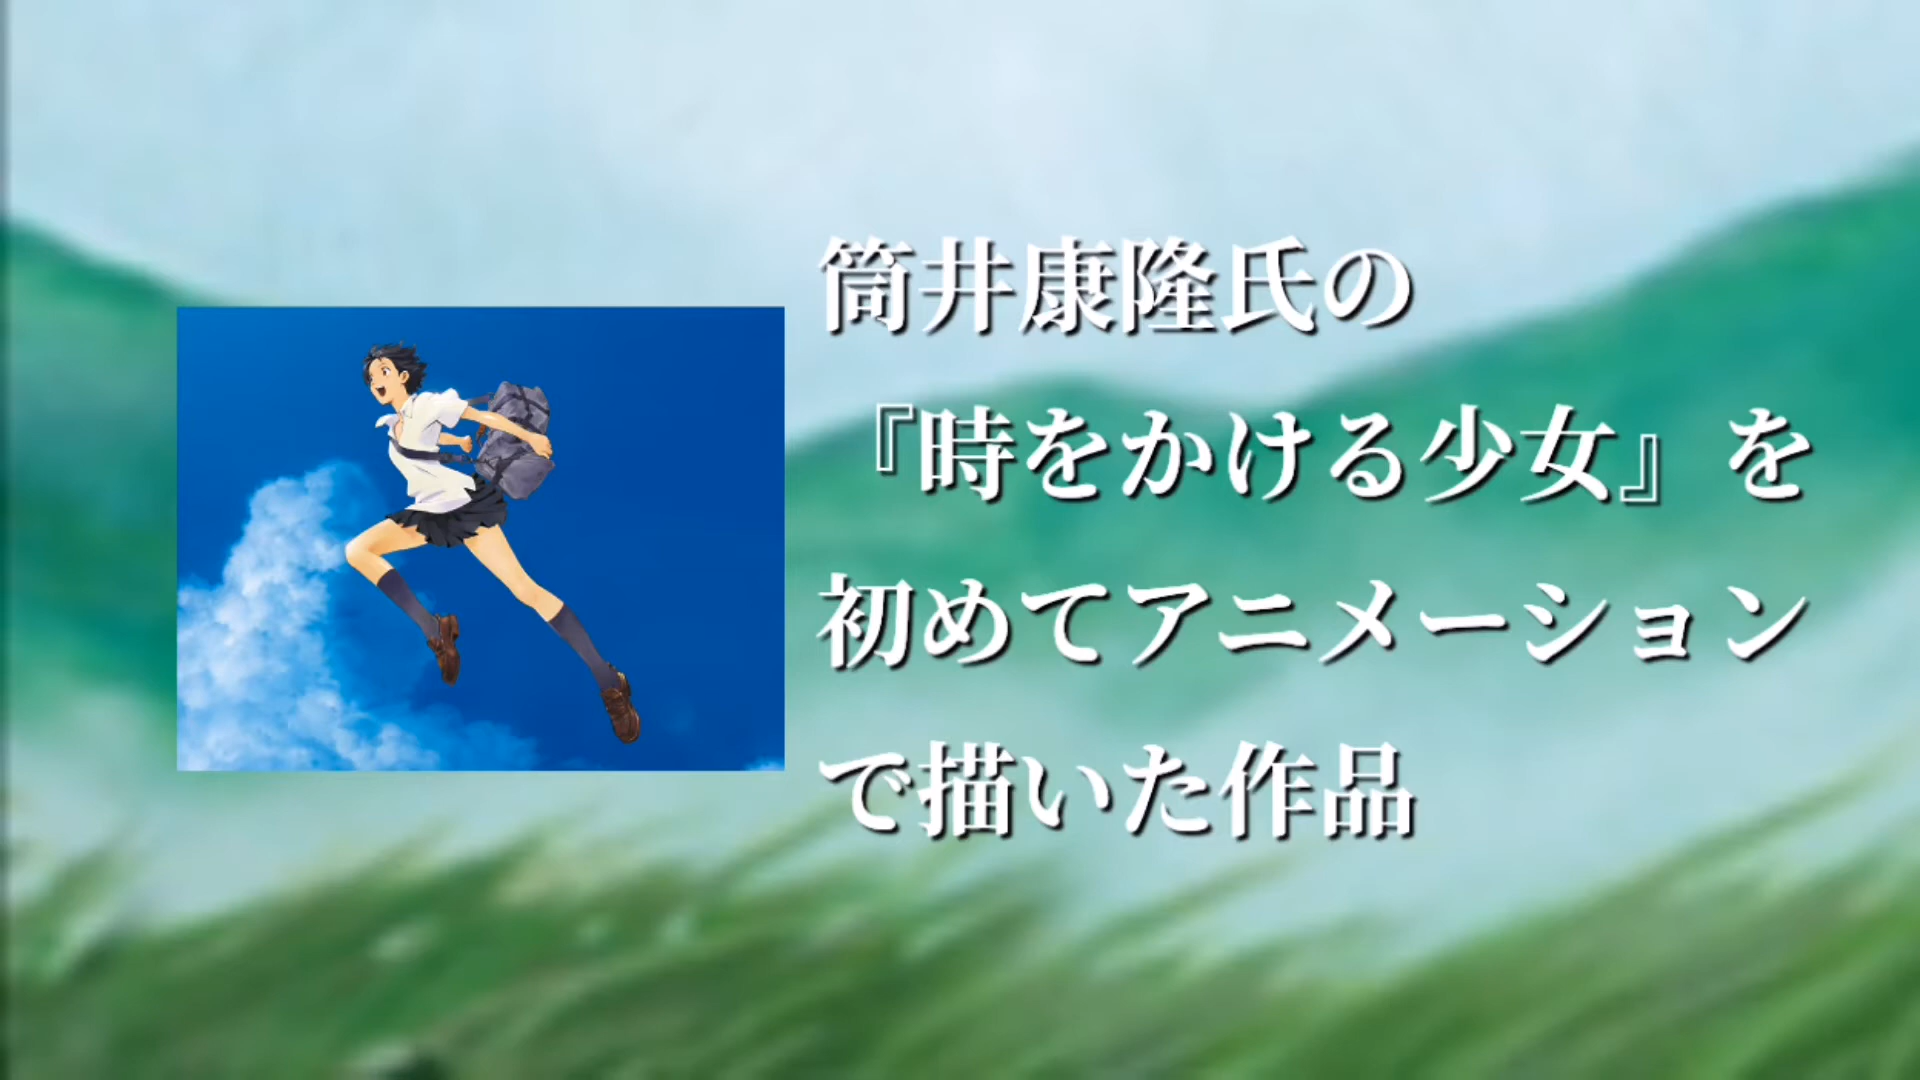 筒井康隆氏の
『時をかける少女』を
初めてアニメーション
で描いた作品